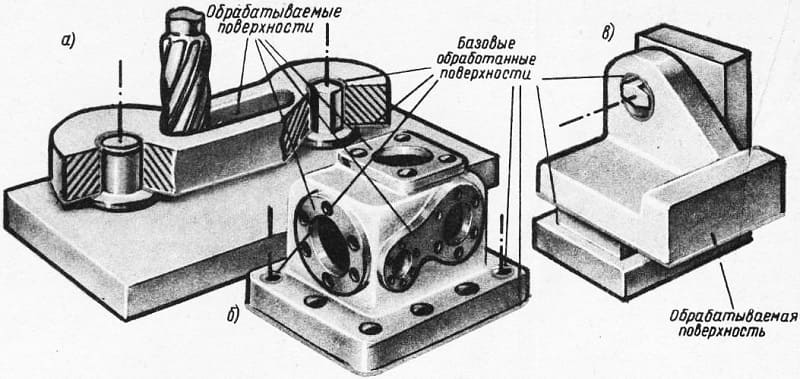 а)
Обрабатываемые
поверхности
Базовые
обработанные
поверхности
в)
б)
Обрабатываемая
поверхность